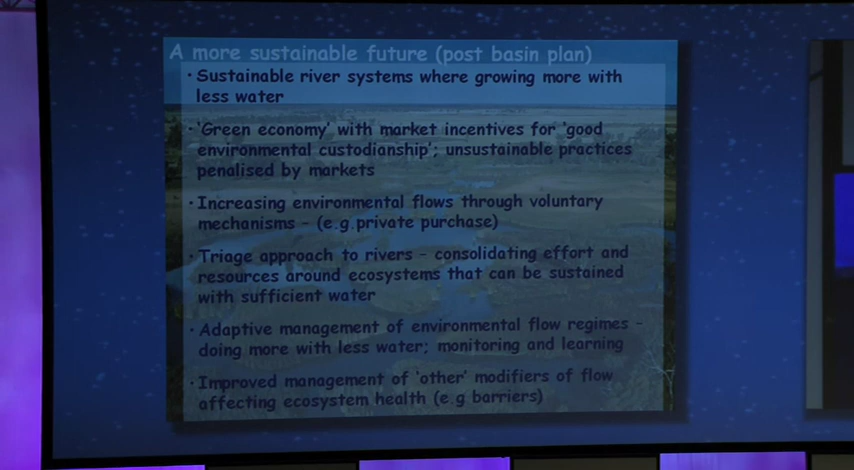 A more sustainable future (post basin plan)
· Sustainable river systems where growing more with
less water
· 'Green economy' with market incentives for 'good
environmental custodianship'; unsustainable practices
penalised by markets
· Increasing environmental flows through voluntary
mechanisms - (e.g.private purchase)
· Triage approach to rivers - consolidating effort and
resources around ecosystems that can be sustained
with sufficient water
· Adaptive management of environmental flow regimes -
doing more with less water; monitoring and learning
· Improved management of 'other' modifiers of flow
affecting ecosystem health (e.g barriers)